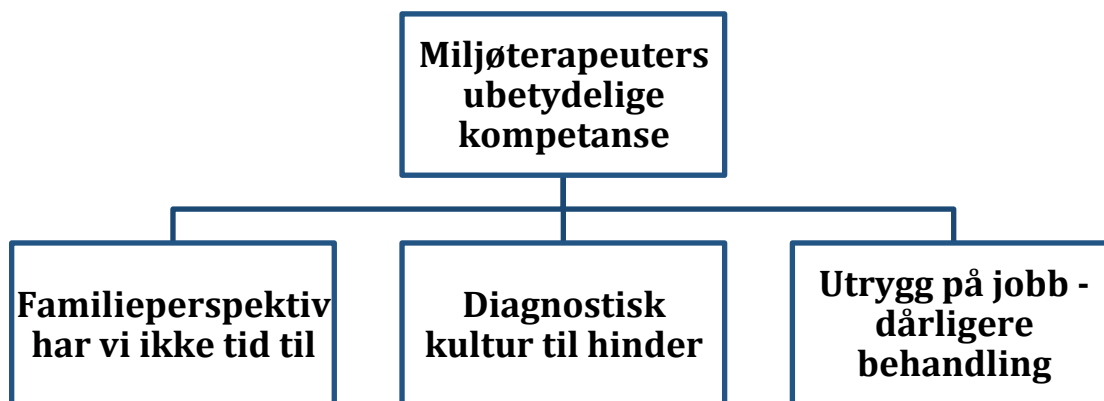 Miljøterapeuters
ubetydelige
kompetanse
Familieperspektiv
har vi ikke tid til
Diagnostisk
kultur til hinder
Utrygg på jobb -
dårligere
behandling